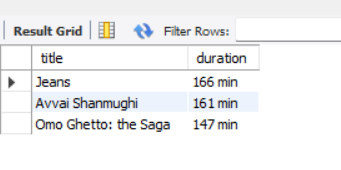 Result Grid Filter Rows:
title duration
Jeans 166 min
Avvai Shanmughi 161 min
Omo Ghetto: the Saga 147 min